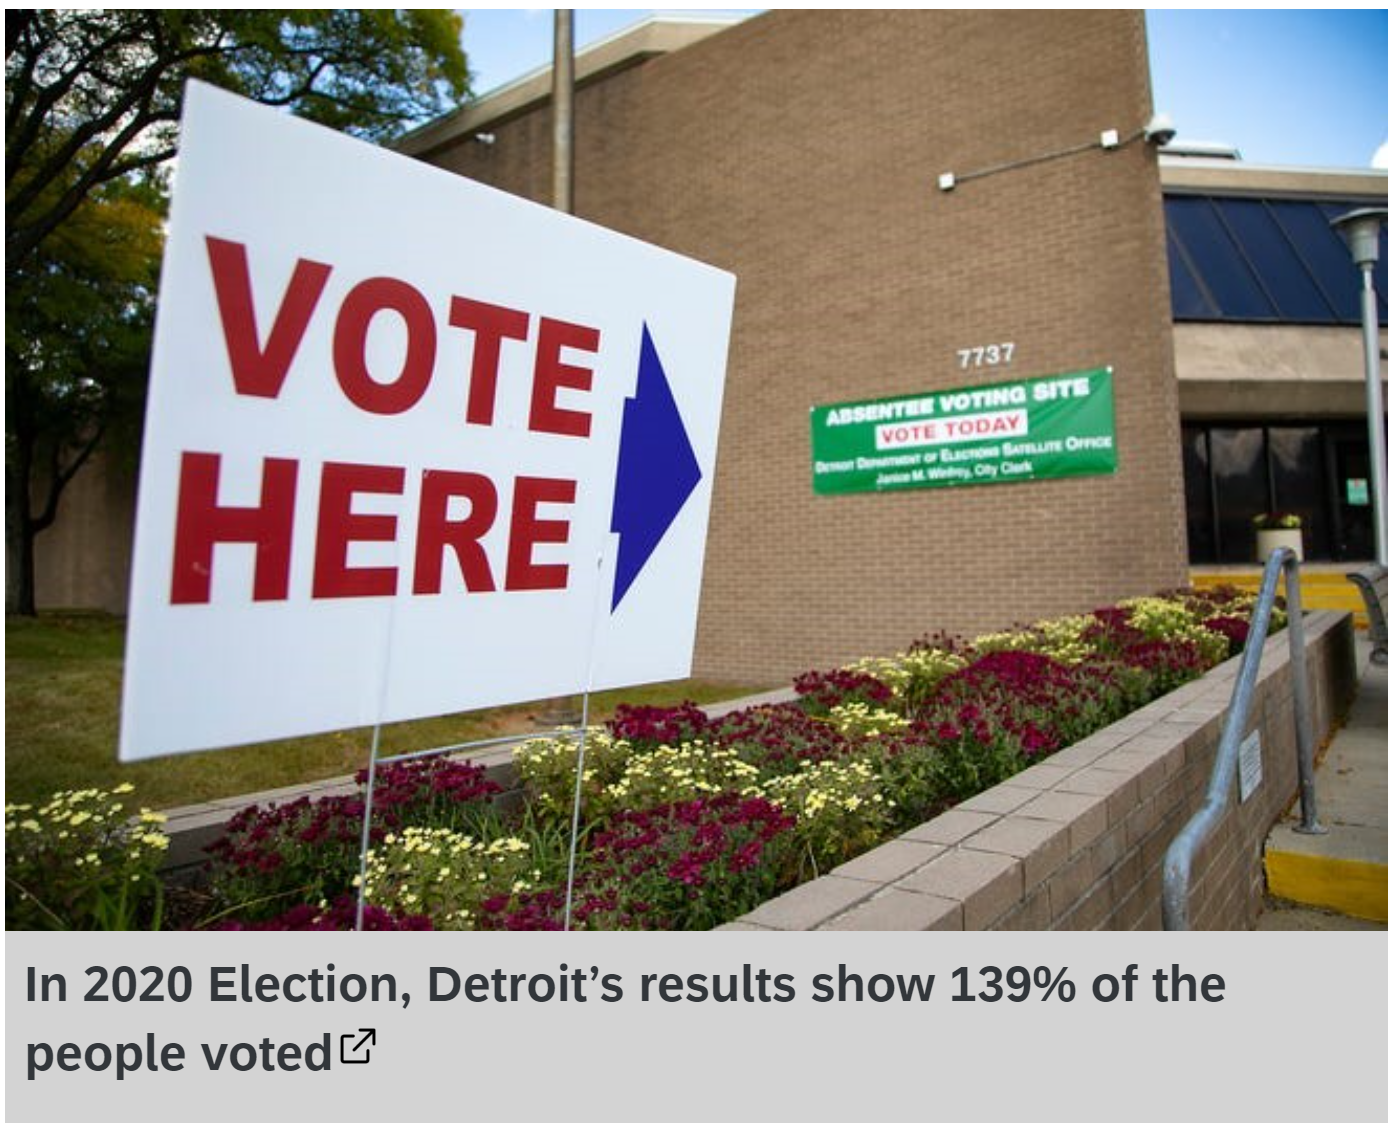 VOTE
HERE
7737
ABSENTEE VOTING SITE
VOTE TODAY
DETROIT DEPARTMENT OF ELECTIONS SATELLITE OFFICE
Janice M. Winfrey, City Clerk
In 2020 Election, Detroit’s results show 139% of the
people voted